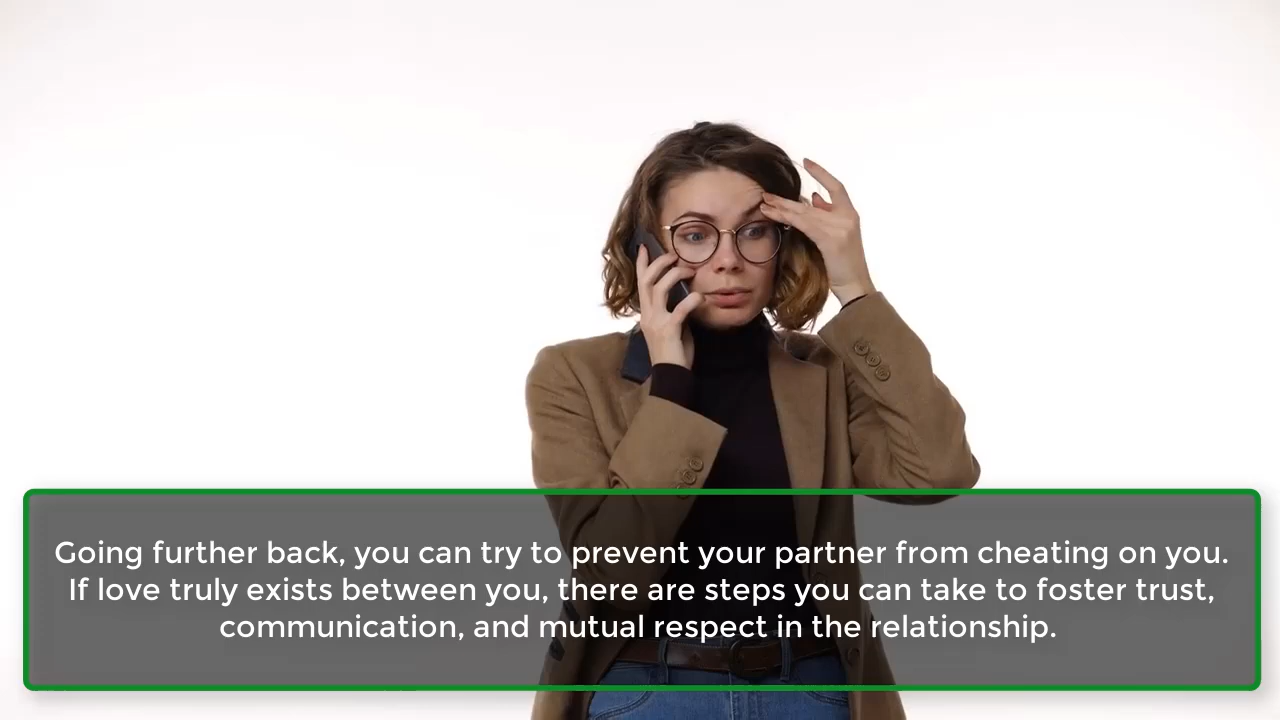 Going further back, you can try to prevent your partner from cheating on you.
If love truly exists between you, there are steps you can take to foster trust,
communication, and mutual respect in the relationship.